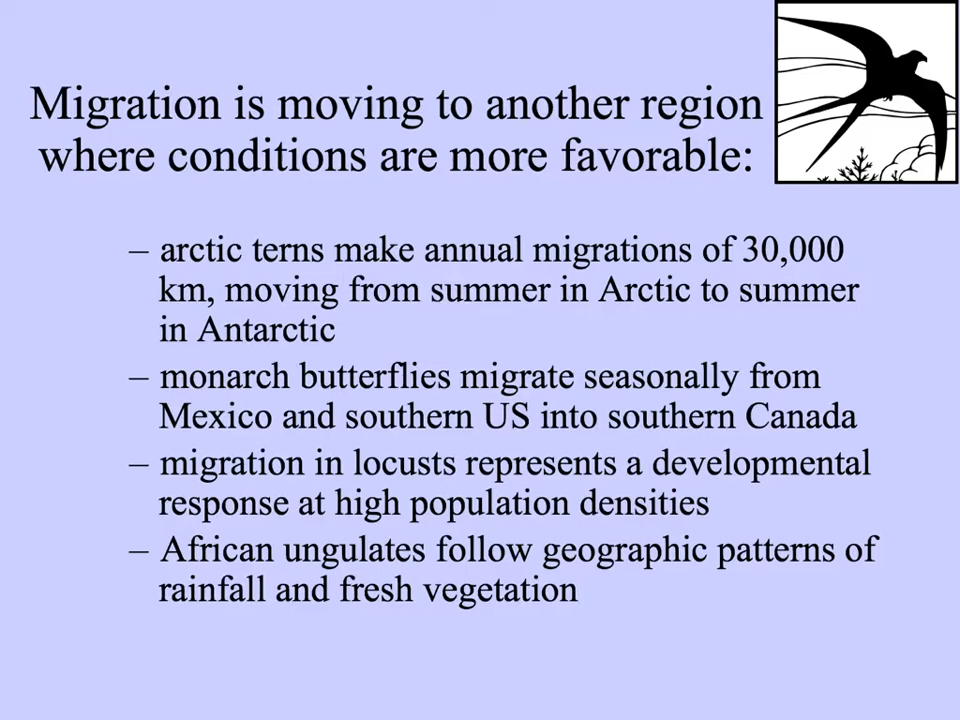 Migration is moving to another region
where conditions are more favorable:
– arctic terns make annual migrations of 30,000
km, moving from summer in Arctic to summer
in Antarctic
– monarch butterflies migrate seasonally from
Mexico and southern US into southern Canada
– migration in locusts represents a developmental
response at high population densities
– African ungulates follow geographic patterns of
rainfall and fresh vegetation